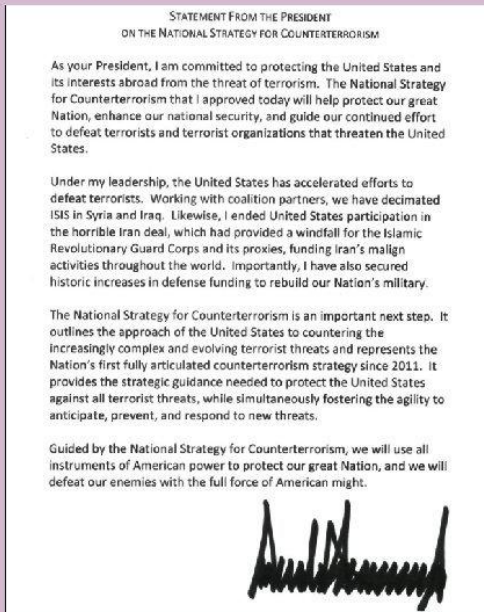 STATEMENT FROM THE PRESIDENT
ON THE NATIONAL STRATEGY FOR COUNTERTERRORISM
As your President, I am committed to protecting the United States and
its interests abroad from the threat of terrorism.  The National Strategy
for Counterterrorism that I approved today will help protect our great
Nation, enhance our national security, and guide our continued effort
to defeat terrorists and terrorist organizations that threaten the United
States.
Under my leadership, the United States has accelerated efforts to
defeat terrorists.  Working with coalition partners, we have decimated
ISIS in Syria and Iraq.  Likewise, I ended United States participation in
the horrible Iran deal, which had provided a windfall for the Islamic
Revolutionary Guard Corps and its proxies, funding Iran's malign
activities throughout the world.  Importantly, I have also secured
historic increases in defense funding to rebuild our Nation's military.
The National Strategy for Counterterrorism is an important next step.  It
outlines the approach of the United States to countering the
increasingly complex and evolving terrorist threats and represents the
Nation's first fully articulated counterterrorism strategy since 2011.  It
provides the strategic guidance needed to protect the United States
against all terrorist threats, while simultaneously fostering the agility to
anticipate, prevent, and respond to new threats.
Guided by the National Strategy for Counterterrorism, we will use all
instruments of American power to protect our great Nation, and we will
defeat our enemies with the full force of American might.